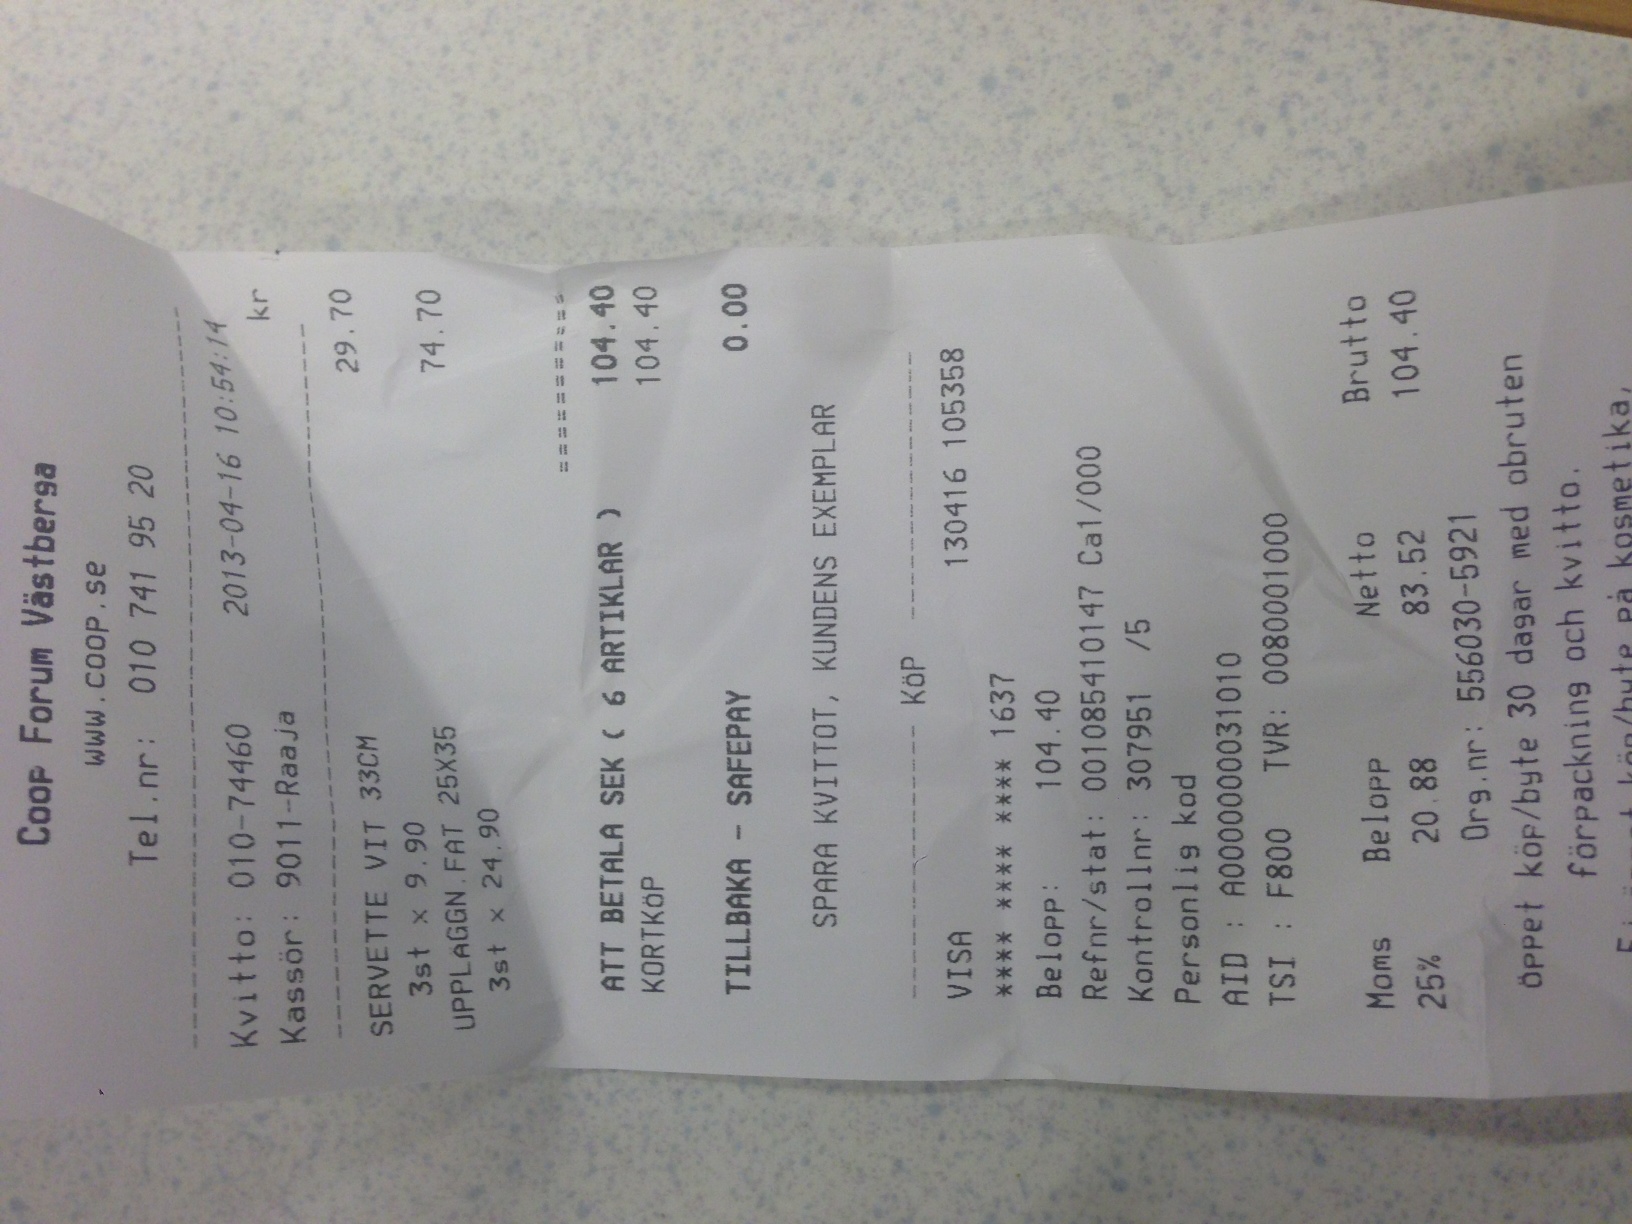 Coop Forum Västberga
www.coop.se
Tel.nr: 010 741 95 20
Kvitto: 010-74460 2013-04-16 10:54:14
Kassör: 9011-Raaja kr
SERVETTE VIT 33CM 29.70
3st x 9.90
UPPLÄGGN.FAT 25X35 74.70
3st x 24.90
==========
ATT BETALA SEK ( 6 ARTIKLAR ) 104.40
KORTKÖP 104.40
TILLBAKA - SAFEPAY 0.00
SPARA KVITTOT, KUNDENS EXEMPLAR
---------------- KÖP ----------------
VISA 130416 105358
**** **** **** 1637
Belopp: 104.40
Refnr/stat: 001085410147 Ca1/000
Kontrollnr: 307951 /5
Personlig kod
AID : A0000000031010
TSI : F800 TVR: 0080001000
Moms Belopp Netto Brutto
25% 20.88 83.52 104.40
Org.nr: 556030-5921
Öppet köp/byte 30 dagar med obruten
förpackning och kvitto.
Ej öppet köp/byte på kosmetika,